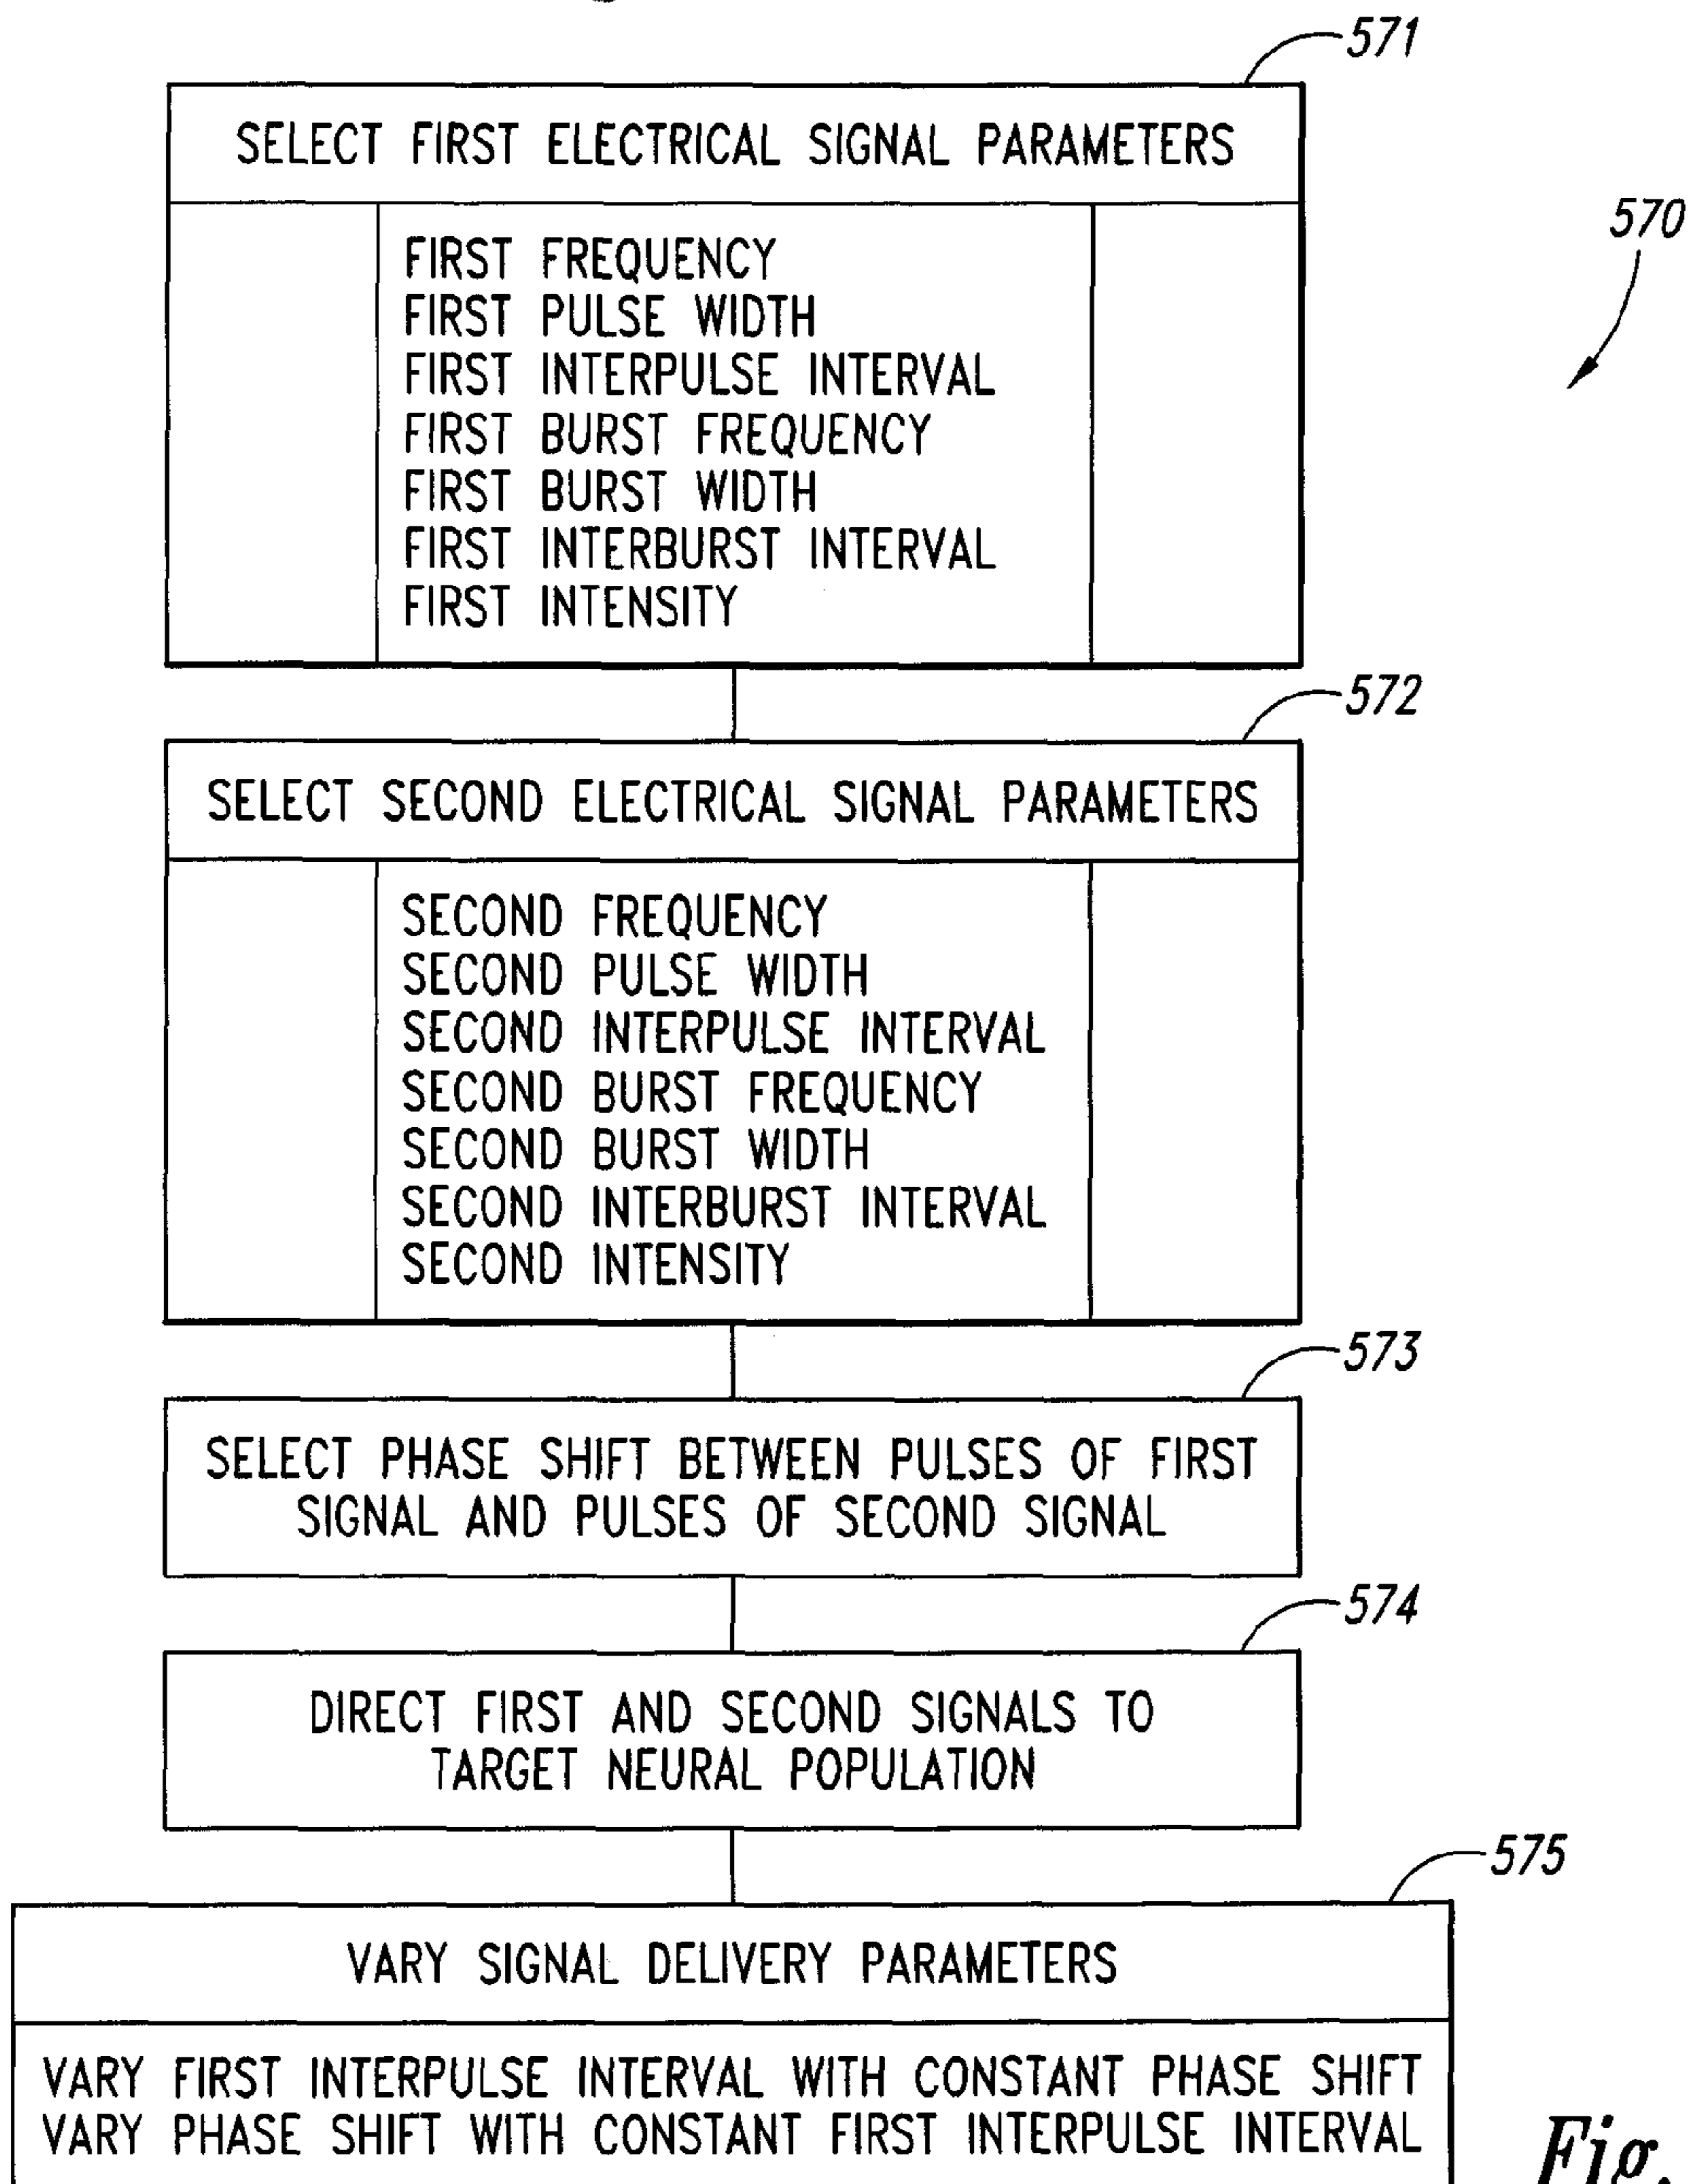 571
SELECT FIRST ELECTRICAL SIGNAL PARAMETERS
570
FIRST FREQUENCY
FIRST PULSE WIDTH
FIRST INTERPULSE INTERVAL
FIRST BURST FREQUENCY
FIRST BURST WIDTH
FIRST INTERBURST INTERVAL
FIRST INTENSITY
572
SELECT SECOND ELECTRICAL SIGNAL PARAMETERS
SECOND FREQUENCY
SECOND PULSE WIDTH
SECOND INTERPULSE INTERVAL
SECOND BURST FREQUENCY
SECOND BURST WIDTH
SECOND INTERBURST INTERVAL
SECOND INTENSITY
573
SELECT PHASE SHIFT BETWEEN PULSES OF FIRST
SIGNAL AND PULSES OF SECOND SIGNAL
574
DIRECT FIRST AND SECOND SIGNALS TO
TARGET NEURAL POPULATION
575
VARY SIGNAL DELIVERY PARAMETERS
VARY FIRST INTERPULSE INTERVAL WITH CONSTANT PHASE SHIFT
VARY PHASE SHIFT WITH CONSTANT FIRST INTERPULSE INTERVAL
Fig.